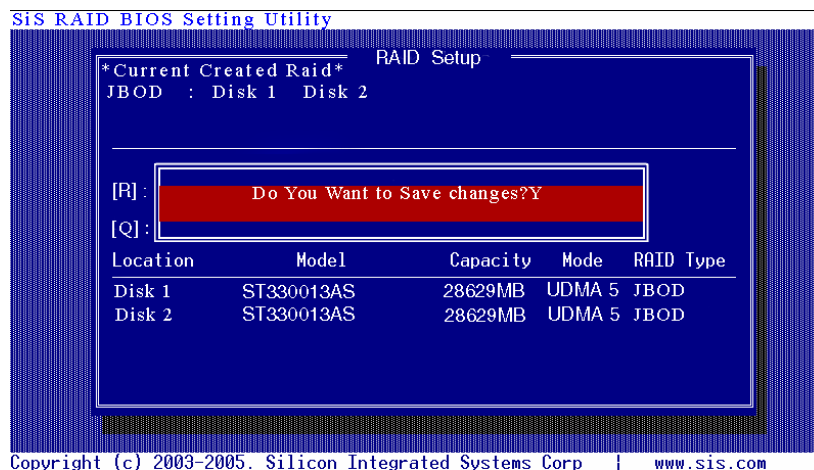 SiS RAID BIOS Setting Utility
RAID Setup
*Current Created Raid*
JBOD : Disk 1 Disk 2
[R] :
Do You Want to Save changes?Y
[Q] :
Location Model Capacity Mode RAID Type
Disk 1 ST330013AS 28629MB UDMA 5 JBOD
Disk 2 ST330013AS 28629MB UDMA 5 JBOD
Copyright (c) 2003-2005. Silicon Integrated Systems Corp | www.sis.com